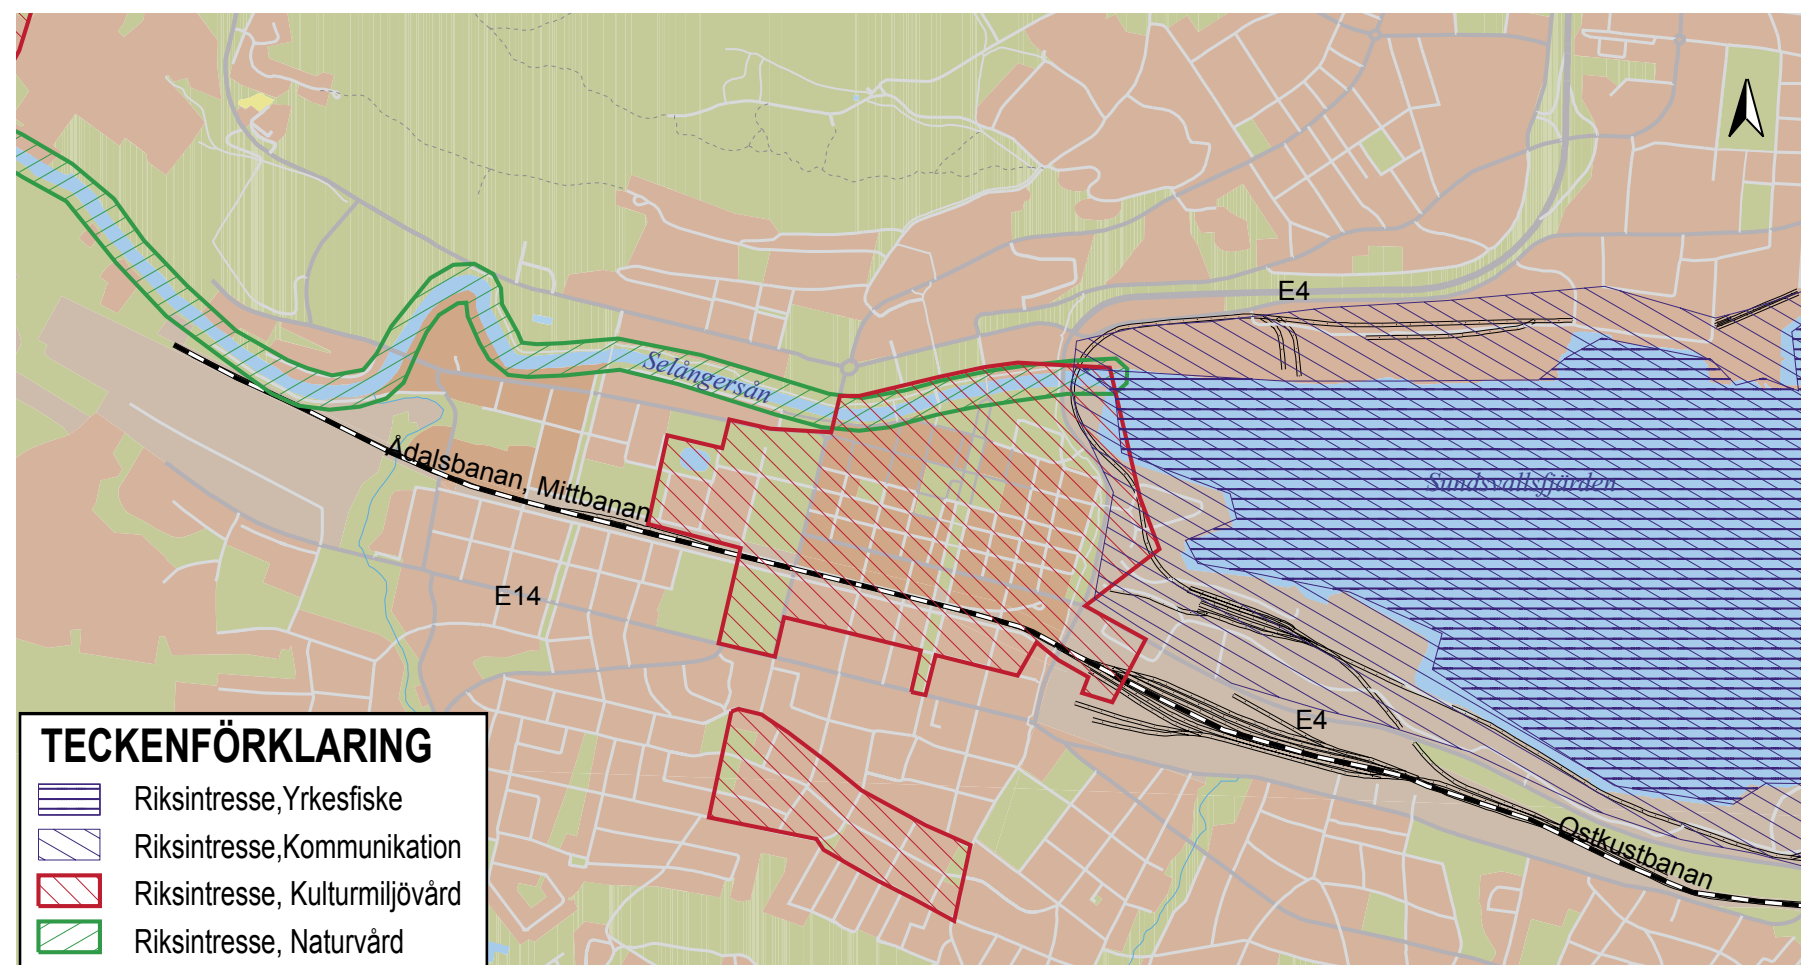 E4
Selångersån
Ådalsbanan, Mittbanan
Sundsvallsfjärden
E14
E4
Ostkustbanan
TECKENFÖRKLARING
Riksintresse,Yrkesfiske
Riksintresse,Kommunikation
Riksintresse, Kulturmiljövård
Riksintresse, Naturvård